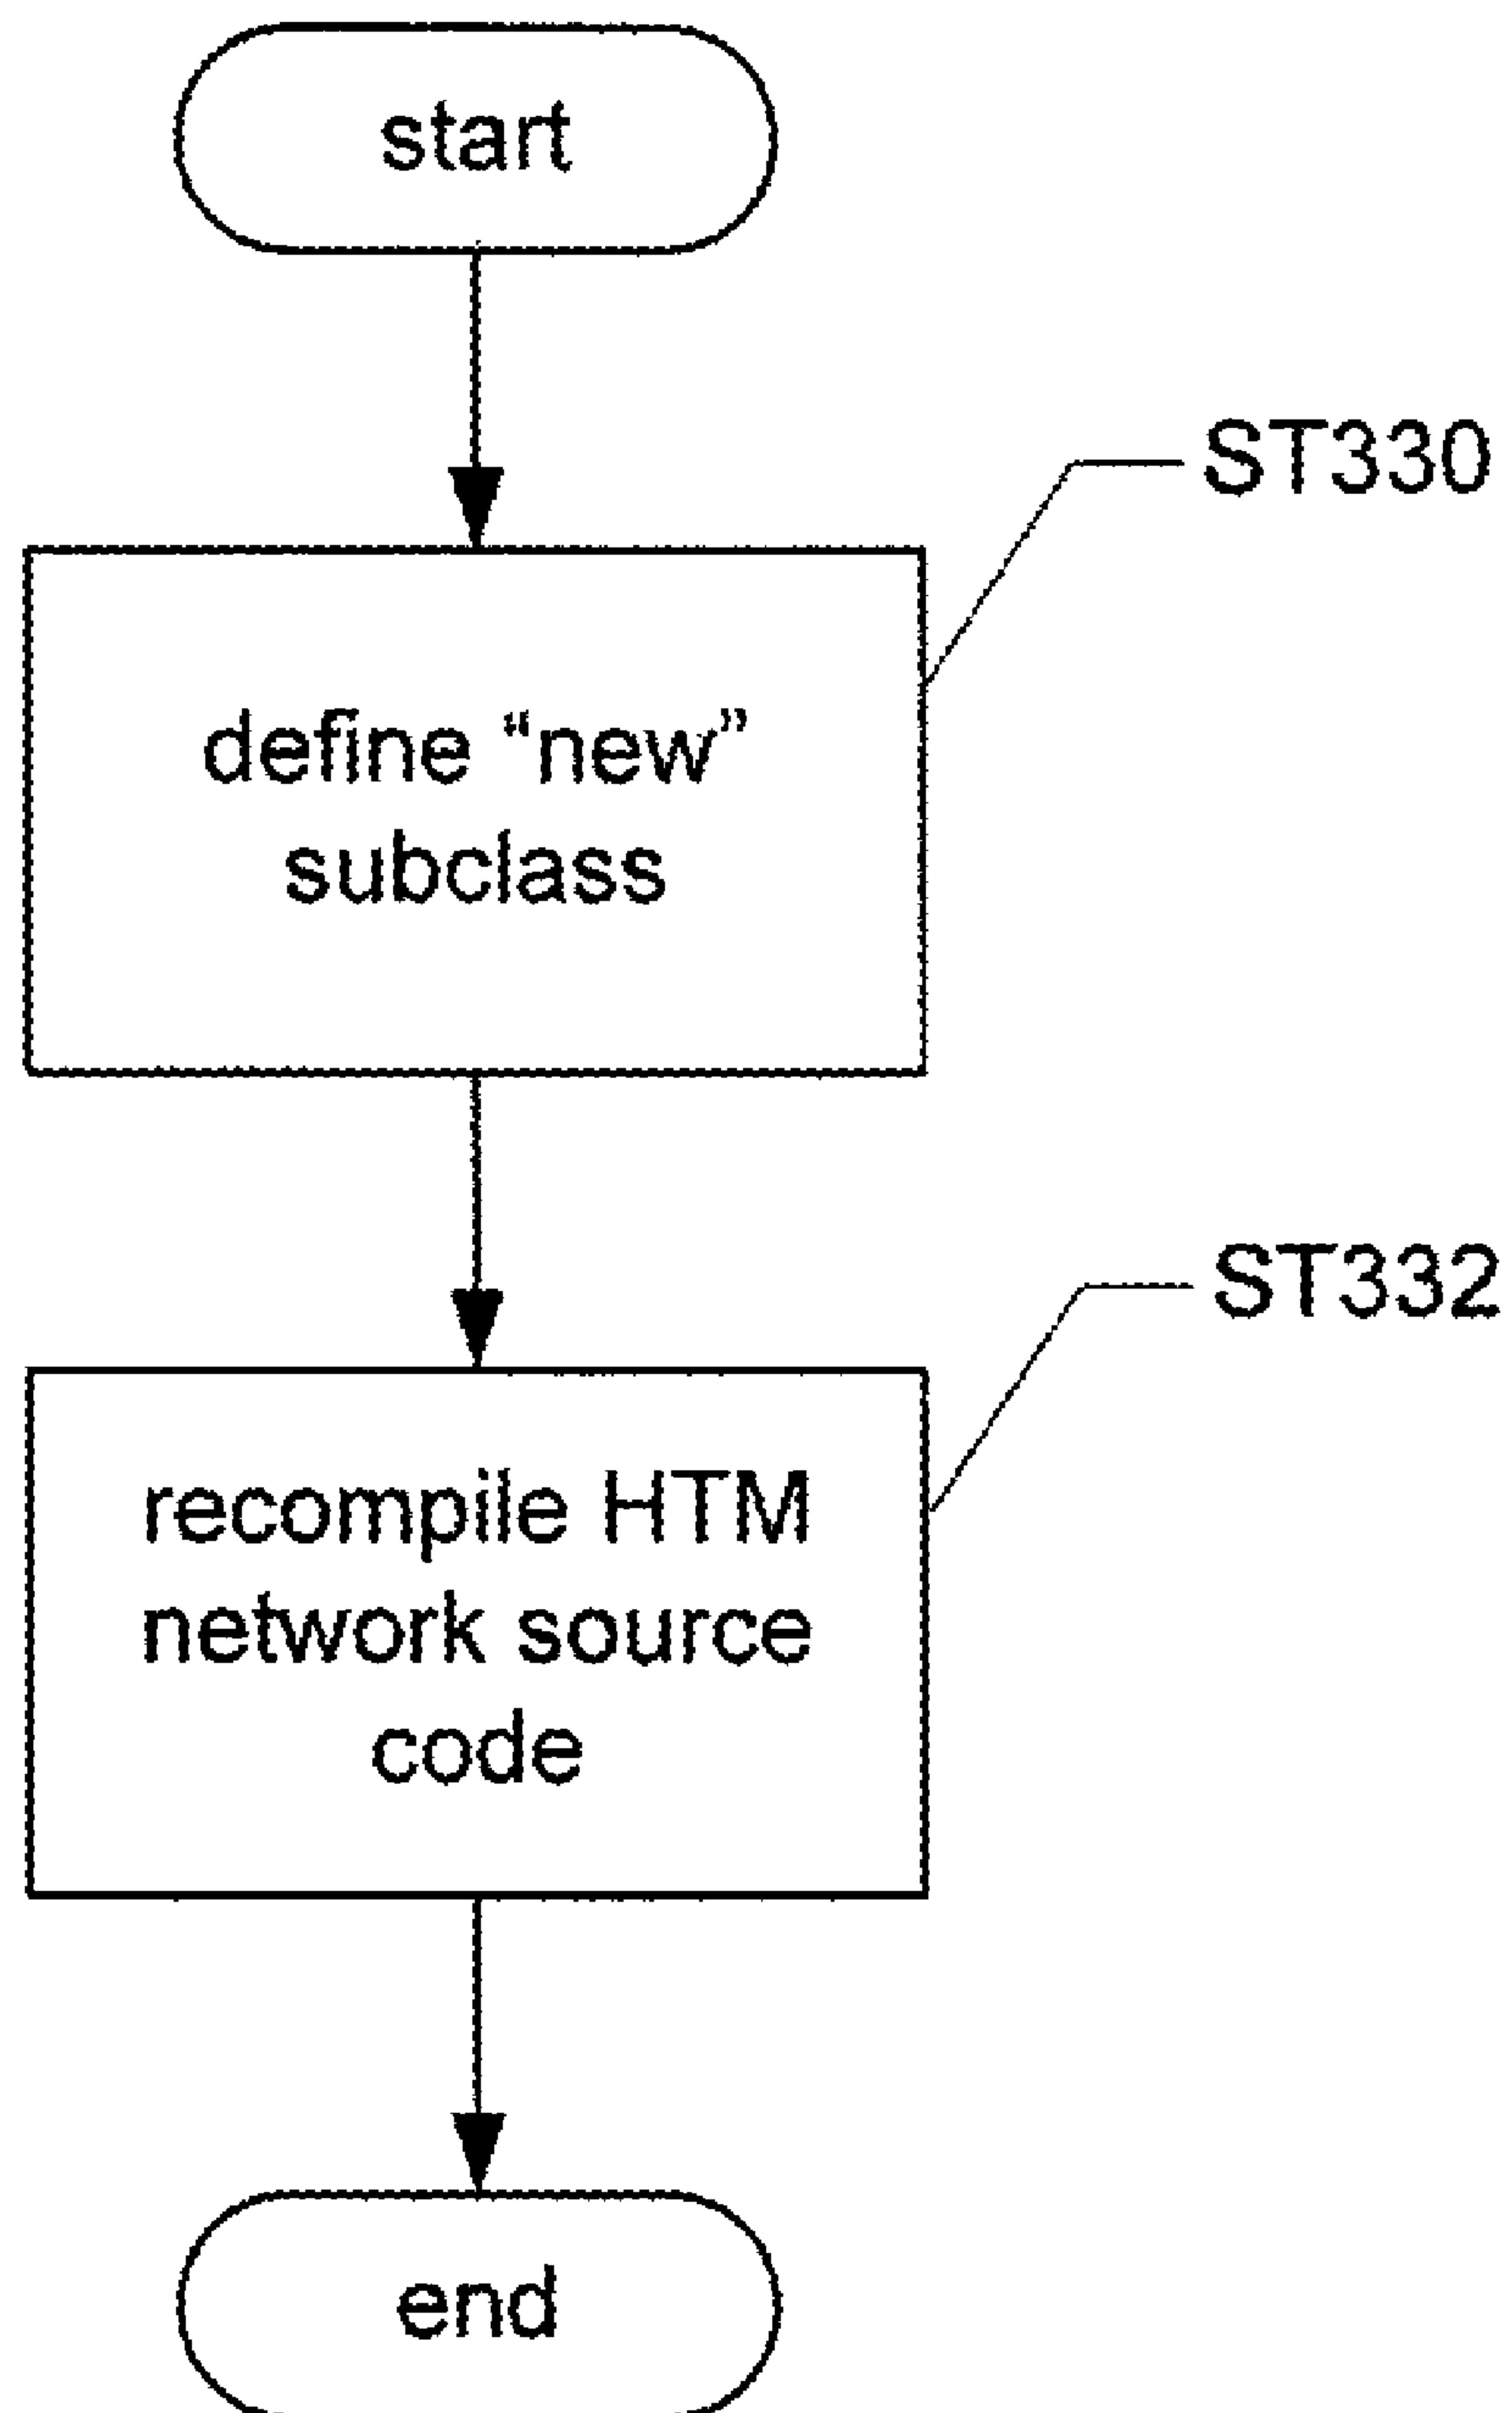 start
ST330
define “new”
subclass
ST332
recompile HTM
network source
code
end